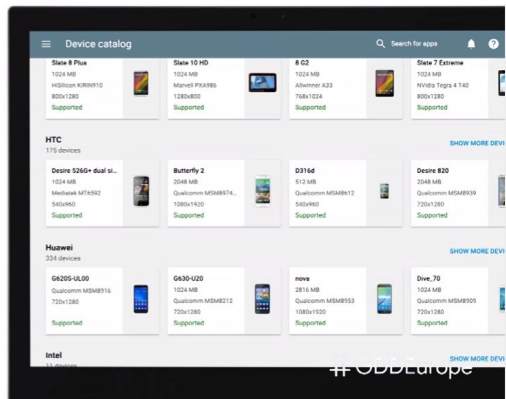 Device catalog
Search for apps
Slate 8 Plus
1024 MB
HiSilicon KIRIN910
800x1280
Supported
Slate 10 HD
1024 MB
Marvell PXA986
1280x800
Supported
8 G2
1024 MB
Allwinner A33
768x1024
Supported
Slate 7 Extreme
1024 MB
NVidia Tegra 4 T40
800x1280
Supported
HTC
175 devices
SHOW MORE DEVI
Desire 526G+ dual si...
1024 MB
Mediatek MT6592
540x960
Supported
Butterfly 2
2048 MB
Qualcomm MSM8974...
1080x1920
Supported
D316d
512 MB
Qualcomm MSM8612
540x960
Supported
Desire 820
2048 MB
Qualcomm MSM8939
720x1280
Supported
Huawei
334 devices
SHOW MORE DEVI
G620S-UL00
Qualcomm MSM8916
720x1280
Supported
G630-U20
1024 MB
Qualcomm MSM8212
720x1280
Supported
nova
2816 MB
Qualcomm MSM8953
1080x1920
Supported
Dive_70
1024 MB
Qualcomm MSM8909
720x1280
Supported
Intel
11 devices
SHOW MORE DEVI